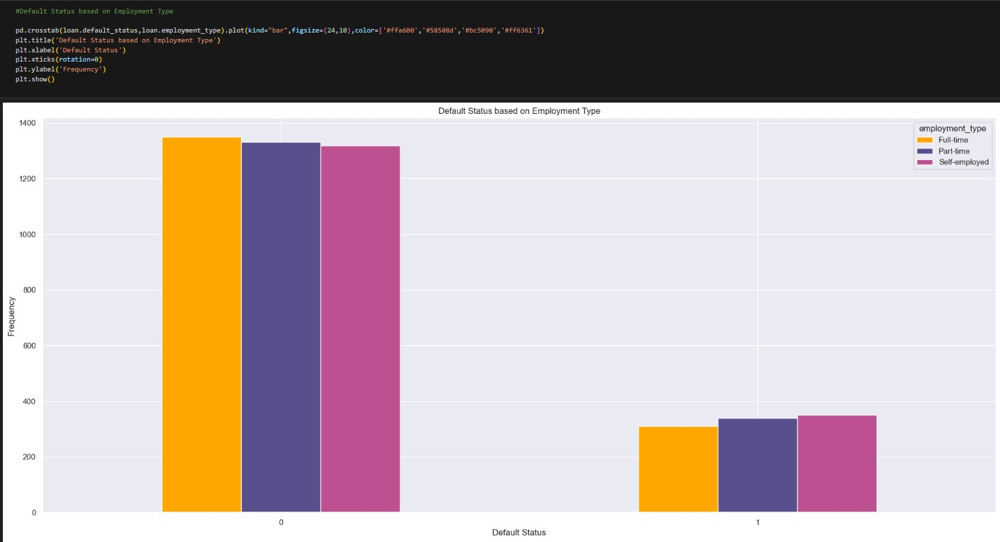 #Default Status based on Employment Type
pd.crosstab(loan.default_status,loan.employment_type).plot(kind="bar",figsize=(24,10),color=['#ffa600','#58508d','#bc5090','#ff6361'])
plt.title('Default Status based on Employment Type')
plt.xlabel('Default Status')
plt.xticks(rotation=0)
plt.ylabel('Frequency')
plt.show()
Default Status based on Employment Type
1400
1200
1000
800
600
400
200
0
Frequency
employment_type
Full-time
Part-time
Self-employed
0
1
Default Status